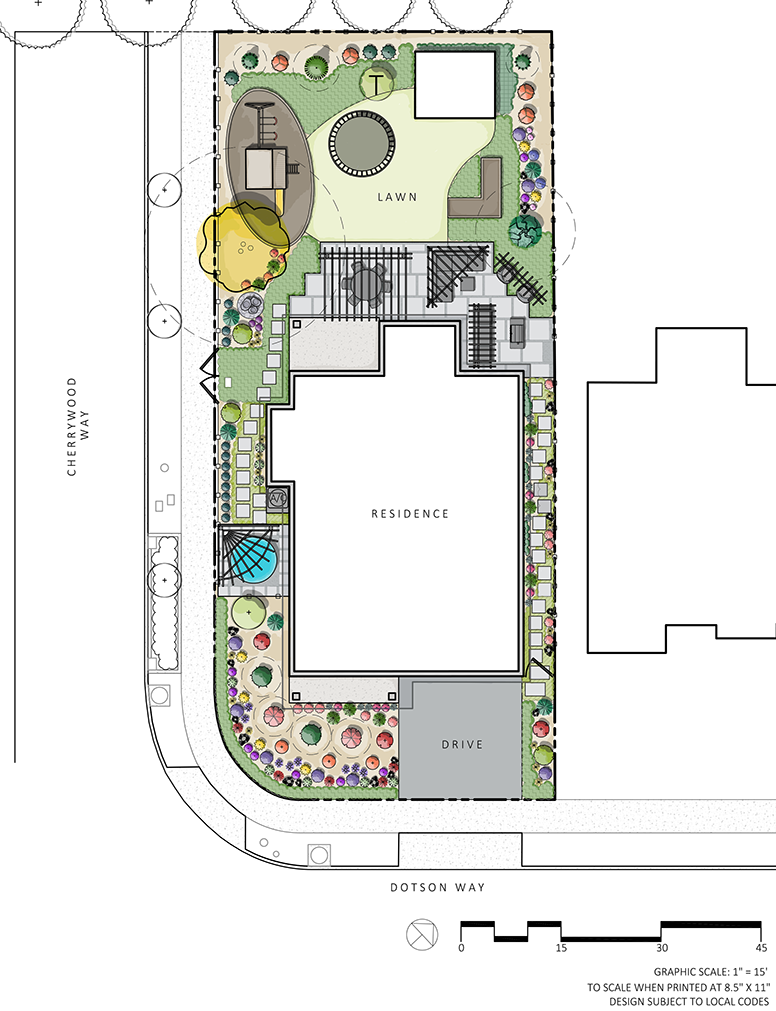 T
LAWN
CHERRYWOOD
WAY
RESIDENCE
A/C
DRIVE
DOTSON WAY
0 15 30 45
GRAPHIC SCALE: 1" = 15'
TO SCALE WHEN PRINTED AT 8.5" X 11"
DESIGN SUBJECT TO LOCAL CODES